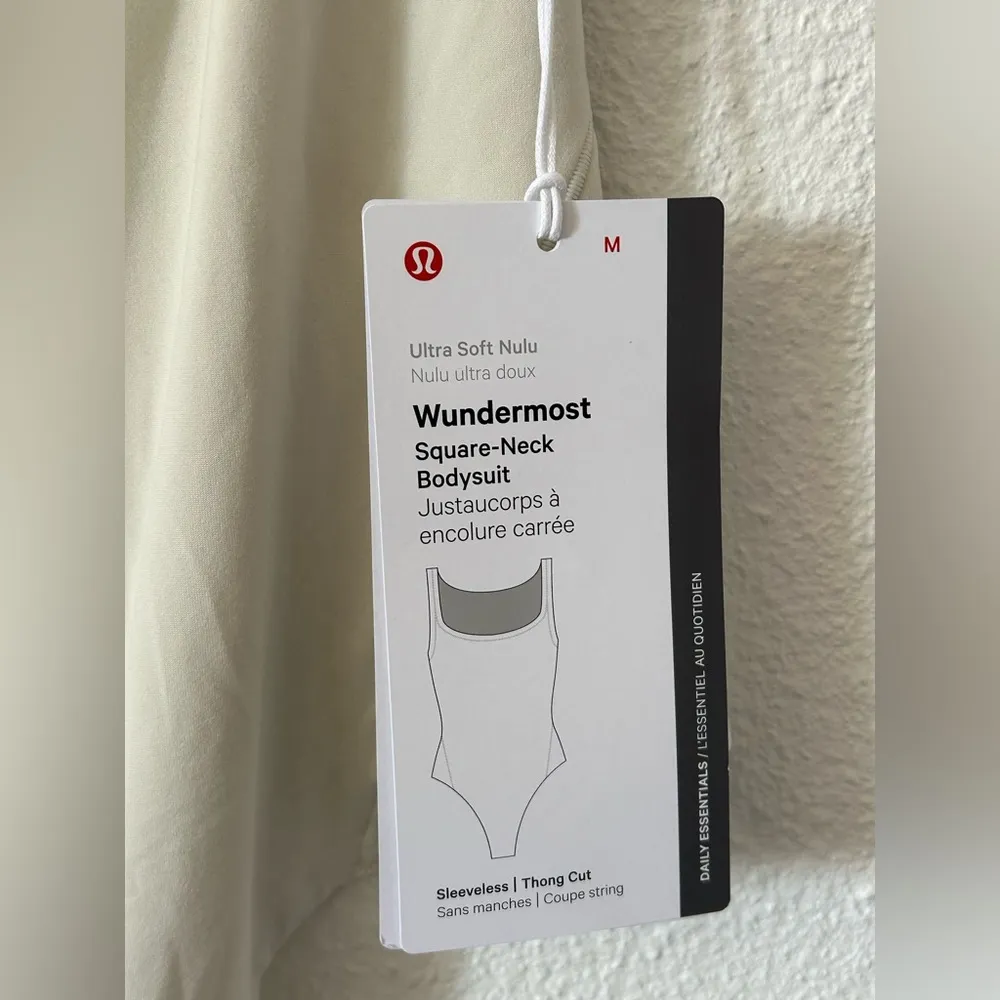 M
Ultra Soft Nulu
Nulu ultra doux
Wundermost
Square-Neck
Bodysuit
Justaucorps à
encolure carrée
Sleeveless | Thong Cut
Sans manches | Coupe string
DAILY ESSENTIALS / L'ESSENTIEL AU QUOTIDIEN